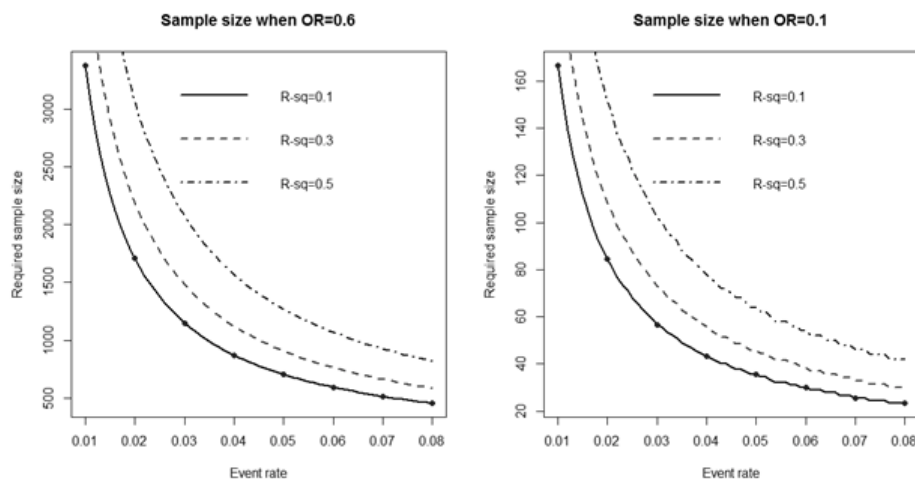 Sample size when OR=0.6
Required sample size
500 1000 1500 2000 2500 3000
R-sq=0.1
R-sq=0.3
R-sq=0.5
0.01 0.02 0.03 0.04 0.05 0.06 0.07 0.08
Event rate
Sample size when OR=0.1
Required sample size
20 40 60 80 100 120 140 160
R-sq=0.1
R-sq=0.3
R-sq=0.5
0.01 0.02 0.03 0.04 0.05 0.06 0.07 0.08
Event rate